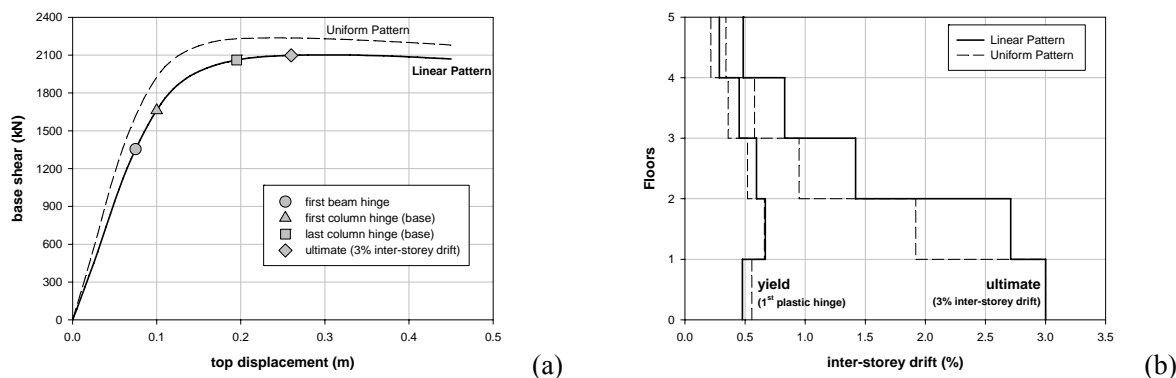 2400
2100
1800
1500
1200
900
600
300
0
base shear (kN)
0.0 0.1 0.2 0.3 0.4 0.5
top displacement (m)
Uniform Pattern
Linear Pattern
first beam hinge
first column hinge (base)
last column hinge (base)
ultimate (3% inter-storey drift)
(a)
5
4
3
2
1
0
Floors
0.0 0.5 1.0 1.5 2.0 2.5 3.0 3.5
inter-storey drift (%)
Linear Pattern
Uniform Pattern
yield
(1st plastic hinge)
ultimate
(3% inter-storey drift)
(b)